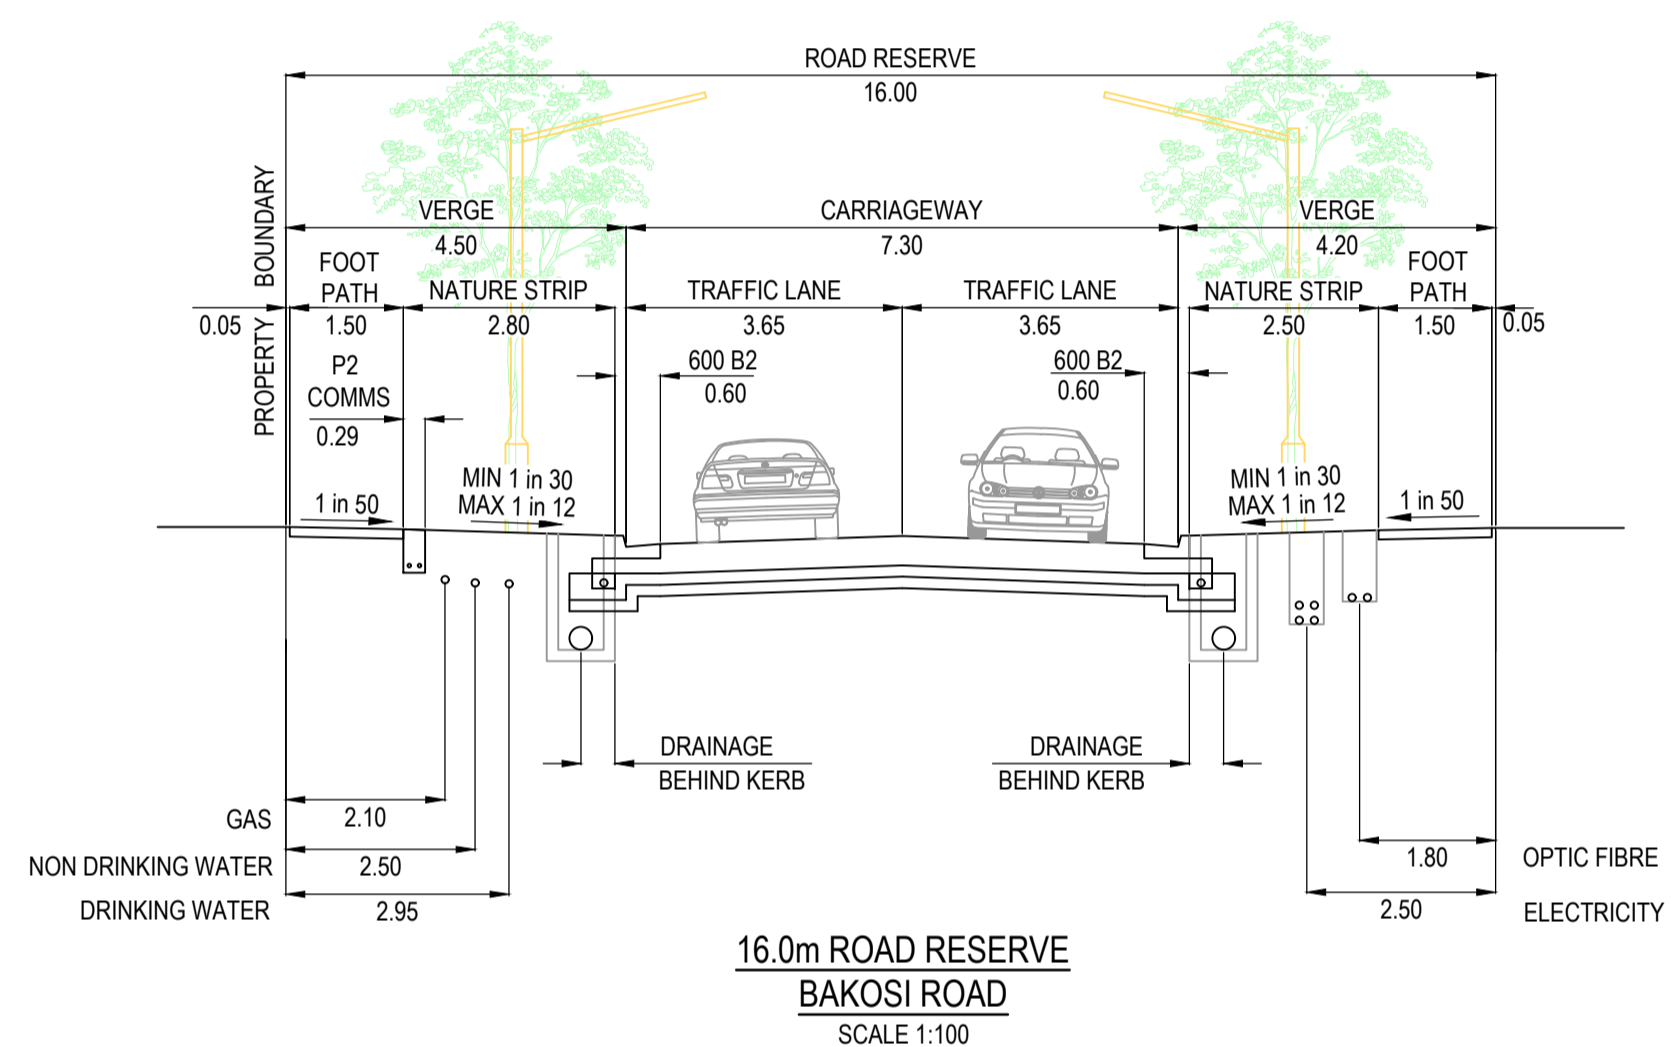 ROAD RESERVE
16.00
PROPERTY BOUNDARY
VERGE
4.50
CARRIAGEWAY
7.30
VERGE
4.20
FOOT
PATH
1.50
NATURE STRIP
2.80
TRAFFIC LANE
3.65
TRAFFIC LANE
3.65
NATURE STRIP
2.50
FOOT
PATH
1.50
0.05
0.05
P2
COMMS
0.29
600 B2
0.60
600 B2
0.60
1 in 50
MIN 1 in 30
MAX 1 in 12
MIN 1 in 30
MAX 1 in 12
1 in 50
DRAINAGE
BEHIND KERB
DRAINAGE
BEHIND KERB
GAS
2.10
NON DRINKING WATER
2.50
DRINKING WATER
2.95
1.80
OPTIC FIBRE
2.50
ELECTRICITY
16.0m ROAD RESERVE
BAKOSI ROAD
SCALE 1:100